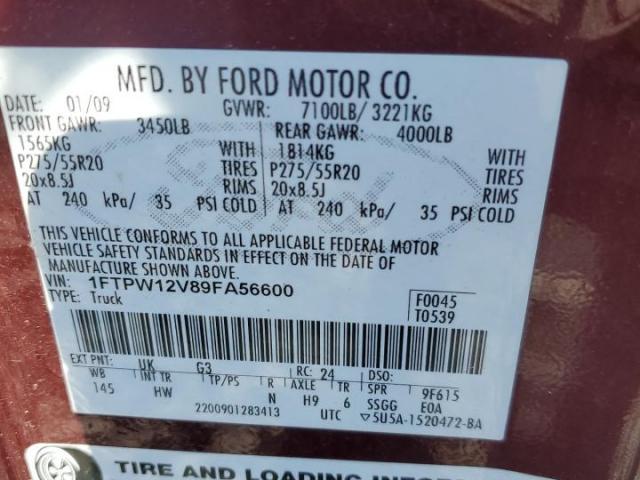 MFD. BY FORD MOTOR CO.
DATE: 01/09 GVWR: 7100LB/ 3221KG
FRONT GAWR: 3450LB REAR GAWR: 4000LB
1565KG WITH 1814KG WITH
P275/55R20 TIRES P275/55R20 TIRES
20x8.5J RIMS 20x8.5J RIMS
AT 240 kPa/ 35 PSI COLD AT 240 kPa/ 35 PSI COLD
Ford
THIS VEHICLE CONFORMS TO ALL APPLICABLE FEDERAL MOTOR
VEHICLE SAFETY STANDARDS IN EFFECT ON THE DATE OF
MANUFACTURE SHOWN ABOVE.
VIN: 1FTPW12V89FA56600
TYPE: Truck
F0045
T0539
EXT PNT: UK G3 RC: 24 DSO:
WB INT TR TP/PS R AXLE TR SPR 9F615
145 HW N H9 6 SSGG E0A
2200901283413 UTC ▽5U5A-1520472-BA
TIRE AND LOADING